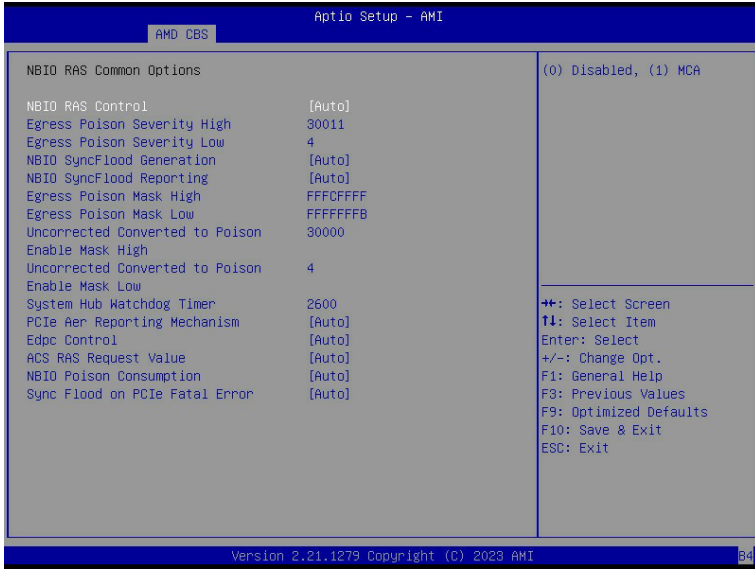 Aptio Setup - AMI
AMD CBS
NBIO RAS Common Options
(0) Disabled, (1) MCA
NBIO RAS Control [Auto]
Egress Poison Severity High 30011
Egress Poison Severity Low 4
NBIO SyncFlood Generation [Auto]
NBIO SyncFlood Reporting [Auto]
Egress Poison Mask High FFFCFFFF
Egress Poison Mask Low FFFFFFFB
Uncorrected Converted to Poison 30000
Enable Mask High
Uncorrected Converted to Poison 4
Enable Mask Low
System Hub Watchdog Timer 2600
PCIe Aer Reporting Mechanism [Auto]
Edpc Control [Auto]
ACS RAS Request Value [Auto]
NBIO Poison Consumption [Auto]
Sync Flood on PCIe Fatal Error [Auto]
→←: Select Screen
↑↓: Select Item
Enter: Select
+/-: Change Opt.
F1: General Help
F3: Previous Values
F9: Optimized Defaults
F10: Save & Exit
ESC: Exit
Version 2.21.1279 Copyright (C) 2023 AMI
B4